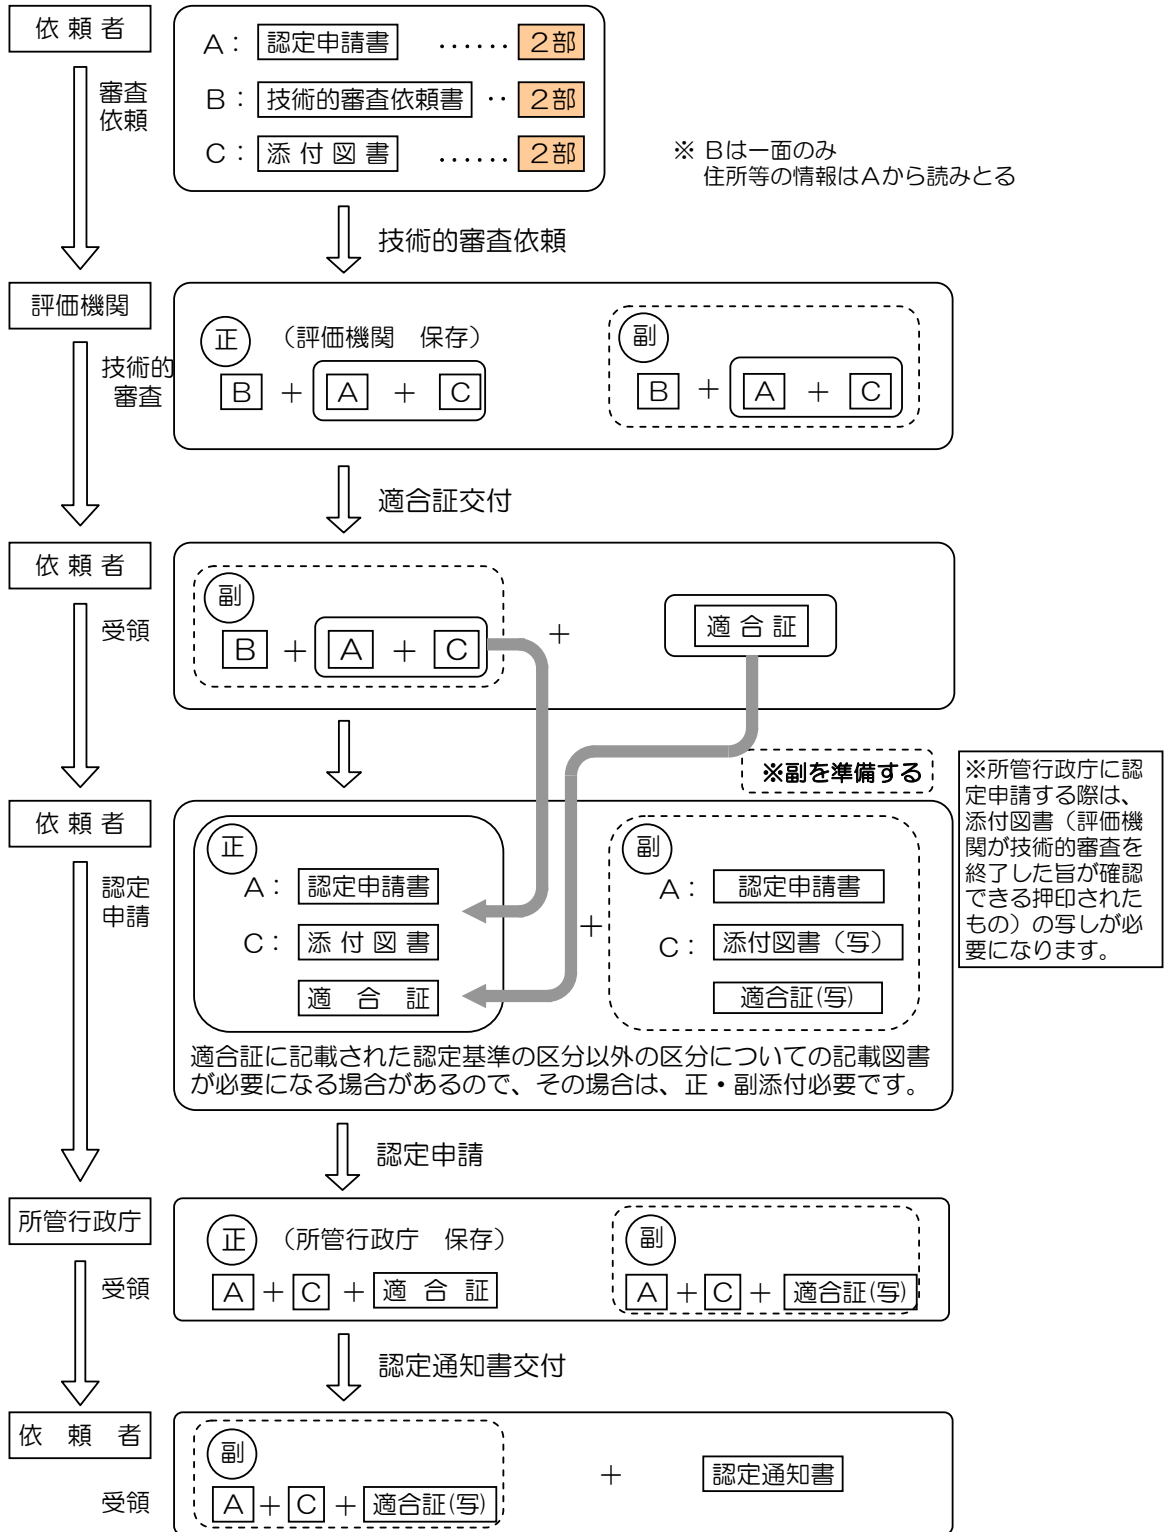 依 頼 者
審査
依頼
A： 認定申請書 …… ２部
B： 技術的審査依頼書 ‥ ２部
C： 添 付 図 書 …… ２部
※ Bは一面のみ
住所等の情報はAから読みとる
技術的審査依頼
評価機関
技術的
審査
正 （評価機関　保存）
B ＋ A ＋ C
副
B ＋ A ＋ C
適合証交付
依 頼 者
受領
副
B ＋ A ＋ C
＋
適 合 証
※副を準備する
※所管行政庁に認
定申請する際は、
添付図書（評価機
関が技術的審査を
終了した旨が確認
できる押印された
もの）の写しが必
要になります。
依 頼 者
認定
申請
正
A： 認定申請書
C： 添 付 図 書
適　合　証
＋
副
A： 認定申請書
C： 添付図書（写）
適合証(写)
適合証に記載された認定基準の区分以外の区分についての記載図書
が必要になる場合があるので、その場合は、正・副添付必要です。
認定申請
所管行政庁
受領
正 （所管行政庁　保存）
A ＋ C ＋ 適　合　証
副
A ＋ C ＋ 適合証(写)
認定通知書交付
依　頼　者
受領
副
A ＋ C ＋ 適合証(写)
＋
認定通知書